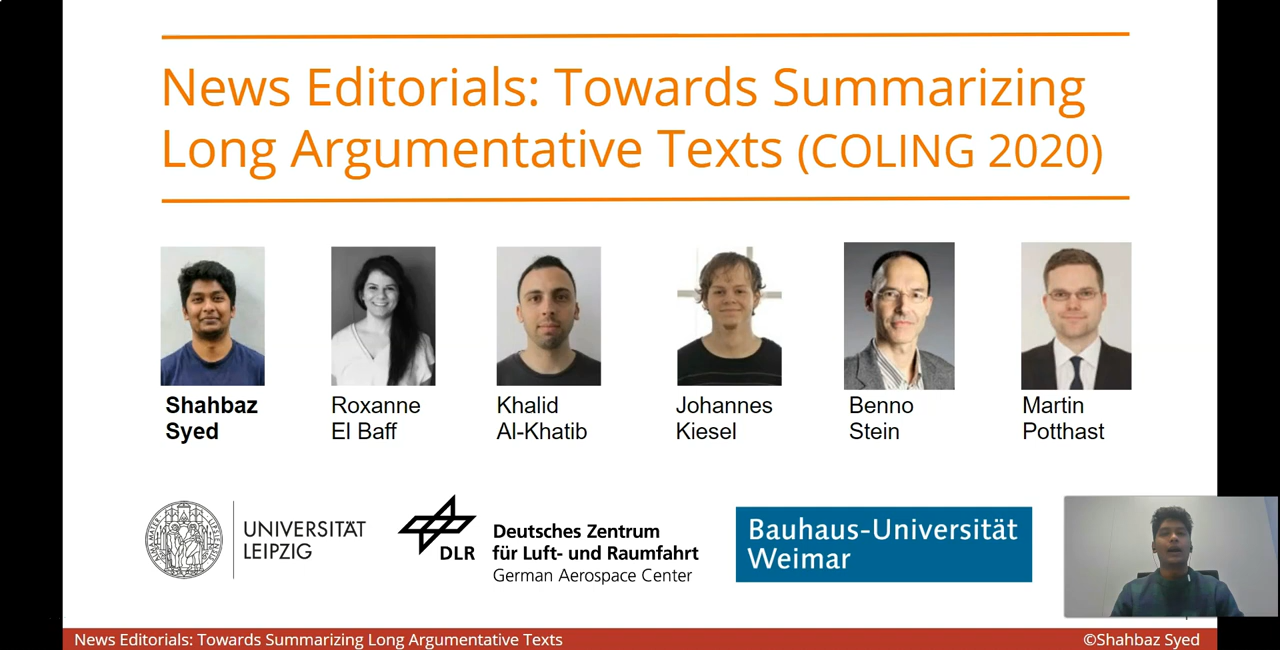 News Editorials: Towards Summarizing
Long Argumentative Texts (COLING 2020)
Shahbaz
Syed
Roxanne
El Baff
Khalid
Al-Khatib
Johannes
Kiesel
Benno
Stein
Martin
Potthast
UNIVERSITÄT
LEIPZIG
DLR
Deutsches Zentrum
für Luft- und Raumfahrt
German Aerospace Center
Bauhaus-Universität
Weimar
News Editorials: Towards Summarizing Long Argumentative Texts
©Shahbaz Syed